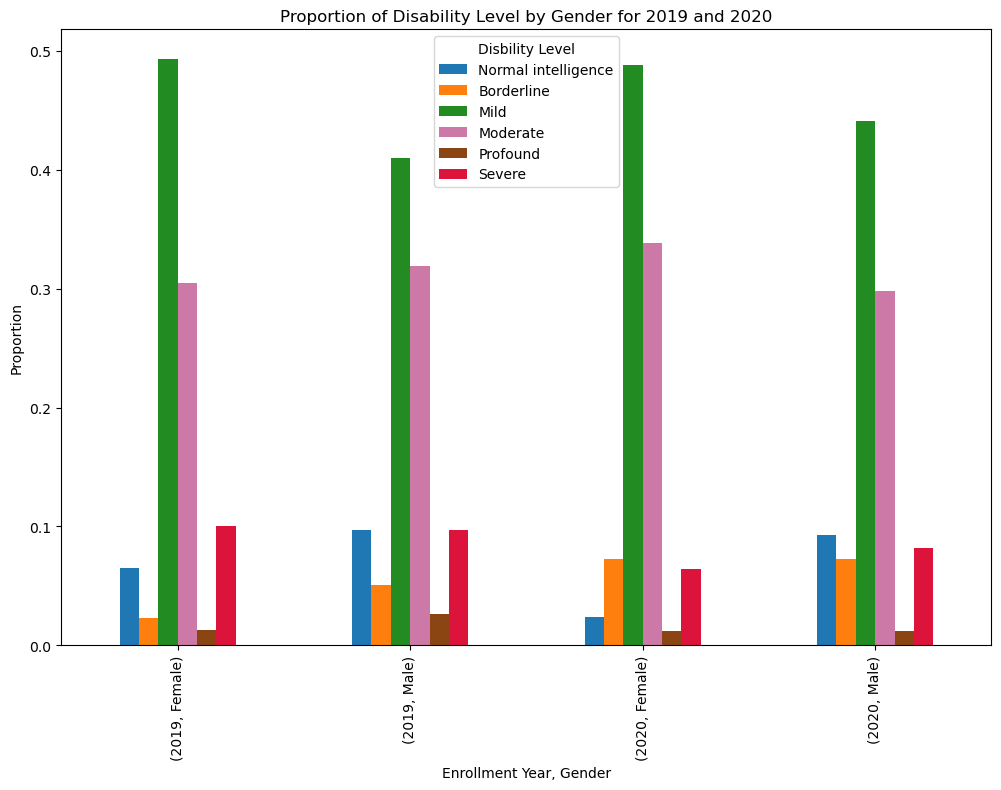 Proportion of Disability Level by Gender for 2019 and 2020
Disbility Level
Normal intelligence
Borderline
Mild
Moderate
Profound
Severe
Proportion
0.5
0.4
0.3
0.2
0.1
0.0
(2019, Female)
(2019, Male)
(2020, Female)
(2020, Male)
Enrollment Year, Gender